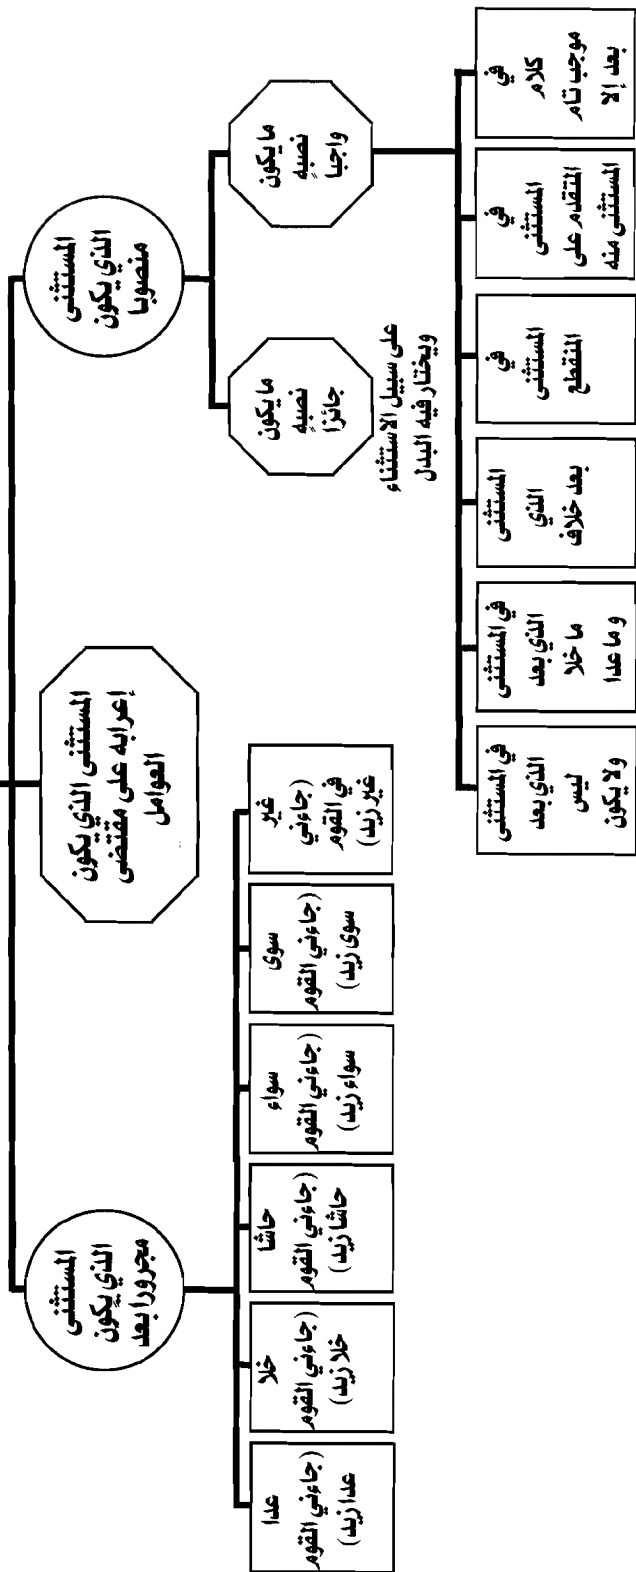 المستثنى
الذي يكون
منصوبا
المستثنى الذي يكون
إعرابه على مقتضى
العوامل
المستثنى
الذي يكون
مجرورا بعد
ما يكون
نصبه
واجبا
ما يكون
نصبه
جائزا
على سبيل الاستثناء
ويختار فيه البدل
في
كلام
موجب تام
بعد إلا
في
المستثنى
المتقدم على
المستثنى منه
في
المستثنى
المنقطع
المستثنى
الذي
بعد خلاف
في المستثنى
الذي بعد
ما خلا
وما عدا
في المستثنى
الذي بعد
ليس
ولا يكون
غير
(جاءني
في القوم
غير زيد)
سوى
(جاءني القوم
سوى زيد)
سواء
(جاءني القوم
سواء زيد)
حاشا
(جاءني القوم
حاشا زيد)
خلا
(جاءني القوم
خلا زيد)
عدا
(جاءني القوم
عدا زيد)